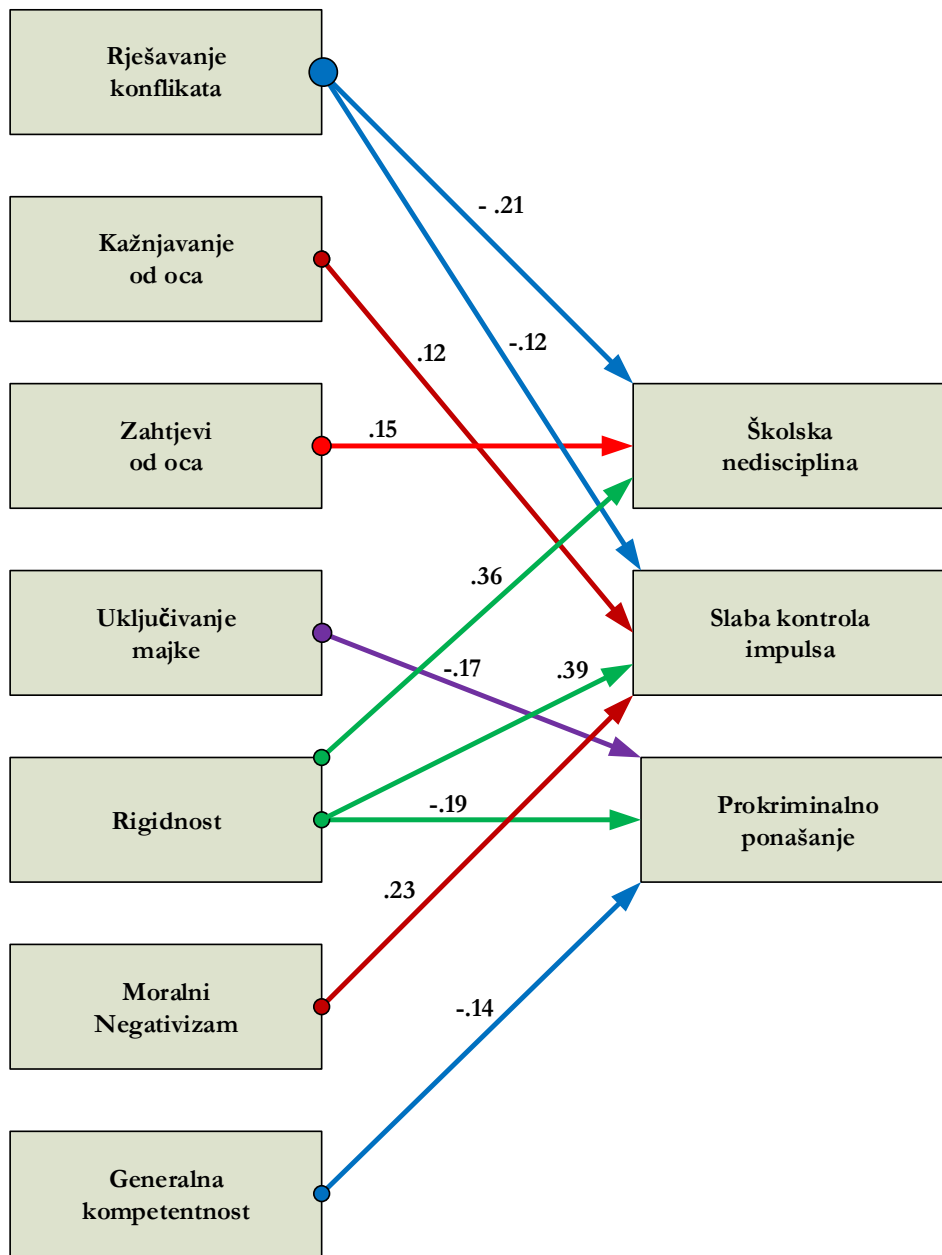 Rješavanje
konflikata
- .21
Kažnjavanje
od oca
-.12
.12
Zahtjevi
od oca
.15
Školska
nedisciplina
.36
Uključivanje
majke
-.17
.39
Slaba kontrola
impulsa
Rigidnost
-.19
Prokriminalno
ponašanje
.23
Moralni
Negativizam
-.14
Generalna
kompetentnost